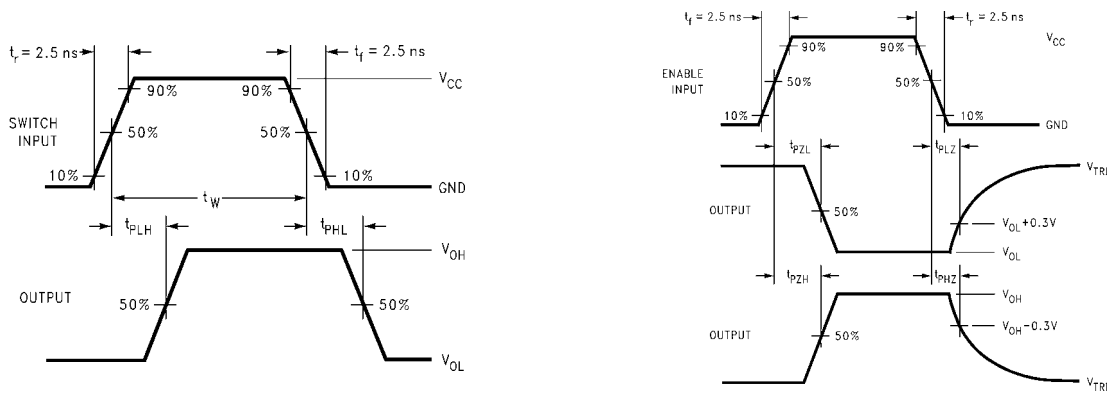 t_r = 2.5 ns
t_f = 2.5 ns
V_CC
90%
90%
SWITCH
INPUT
50%
50%
10%
10%
GND
t_W
t_PLH
t_PHL
V_OH
OUTPUT
50%
50%
V_OL
t_f = 2.5 ns
t_r = 2.5 ns
V_CC
90%
90%
ENABLE
INPUT
50%
50%
10%
10%
GND
t_PZL
t_PLZ
V_TRI
OUTPUT
50%
V_OL+0.3V
V_OL
t_PZH
t_PHZ
V_OH
V_OH−0.3V
OUTPUT
50%
V_TRI